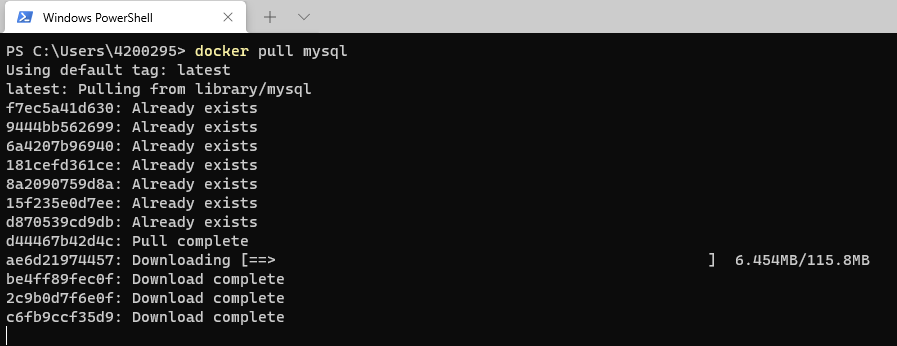 Windows PowerShell
PS C:\Users\4200295> docker pull mysql
Using default tag: latest
latest: Pulling from library/mysql
f7ec5a41d630: Already exists
9444bb562699: Already exists
6a4207b96940: Already exists
181cefd361ce: Already exists
8a2090759d8a: Already exists
15f235e0d7ee: Already exists
d870539cd9db: Already exists
d44467b42d4c: Pull complete
ae6d21974457: Downloading [==>                                                ]  6.454MB/115.8MB
be4ff89fec0f: Download complete
2c9b0d7f6e0f: Download complete
c6fb9ccf35d9: Download complete